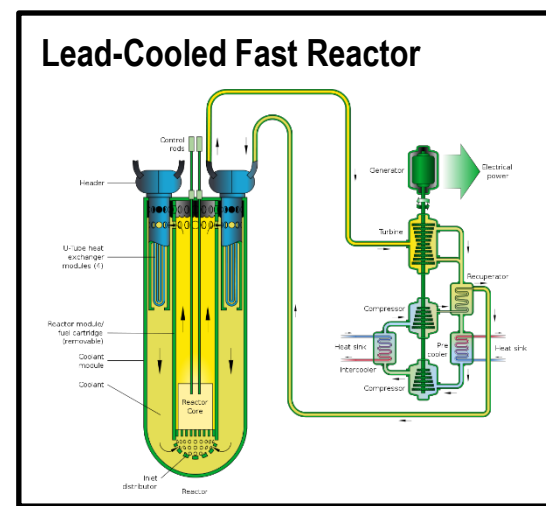 Lead-Cooled Fast Reactor
Control
rods
Header
U-Tube heat
exchanger
modules (4)
Reactor module/
fuel cartridge
(removable)
Coolant
module
Coolant
Reactor
Core
Inlet
distributor
Reactor
Generator
Electrical
power
Turbine
Recuperator
Compressor
Heat sink
Intercooler
Compressor
Pre
cooler
Heat sink